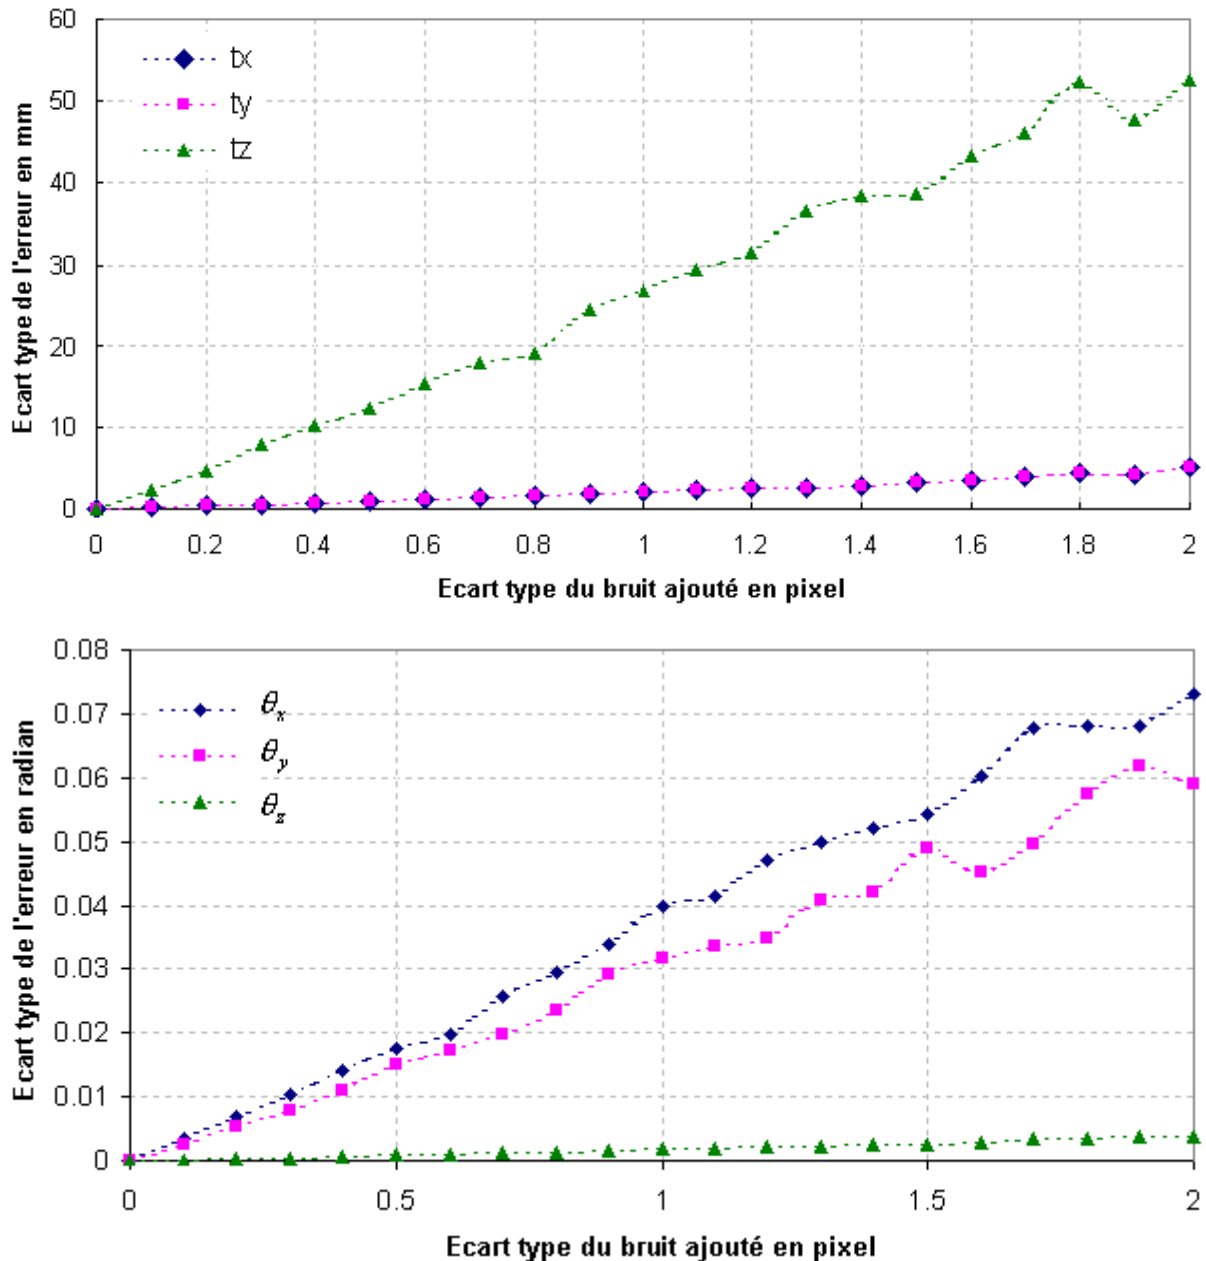 60
50
40
30
20
10
0
tx
ty
tz
Ecart type de l'erreur en mm
0 0.2 0.4 0.6 0.8 1 1.2 1.4 1.6 1.8 2
Ecart type du bruit ajouté en pixel
0.08
0.07
0.06
0.05
0.04
0.03
0.02
0.01
0
θx
θy
θz
Ecart type de l'erreur en radian
0 0.5 1 1.5 2
Ecart type du bruit ajouté en pixel